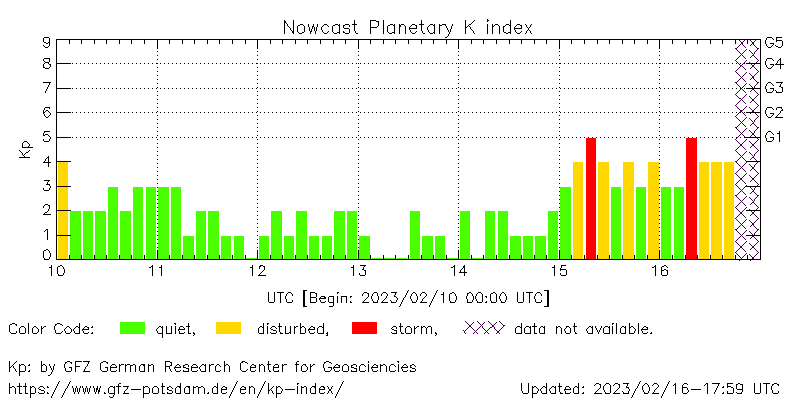 Nowcast Planetary K index
Kp
9 G5
8 G4
7 G3
6 G2
5 G1
4
3
2
1
0
10 11 12 13 14 15 16
UTC [Begin: 2023/02/10 00:00 UTC]
Color Code: quiet, disturbed, storm, data not available.
Kp: by GFZ German Research Center for Geosciencies
https://www.gfz-potsdam.de/en/kp-index/ Updated: 2023/02/16-17:59 UTC